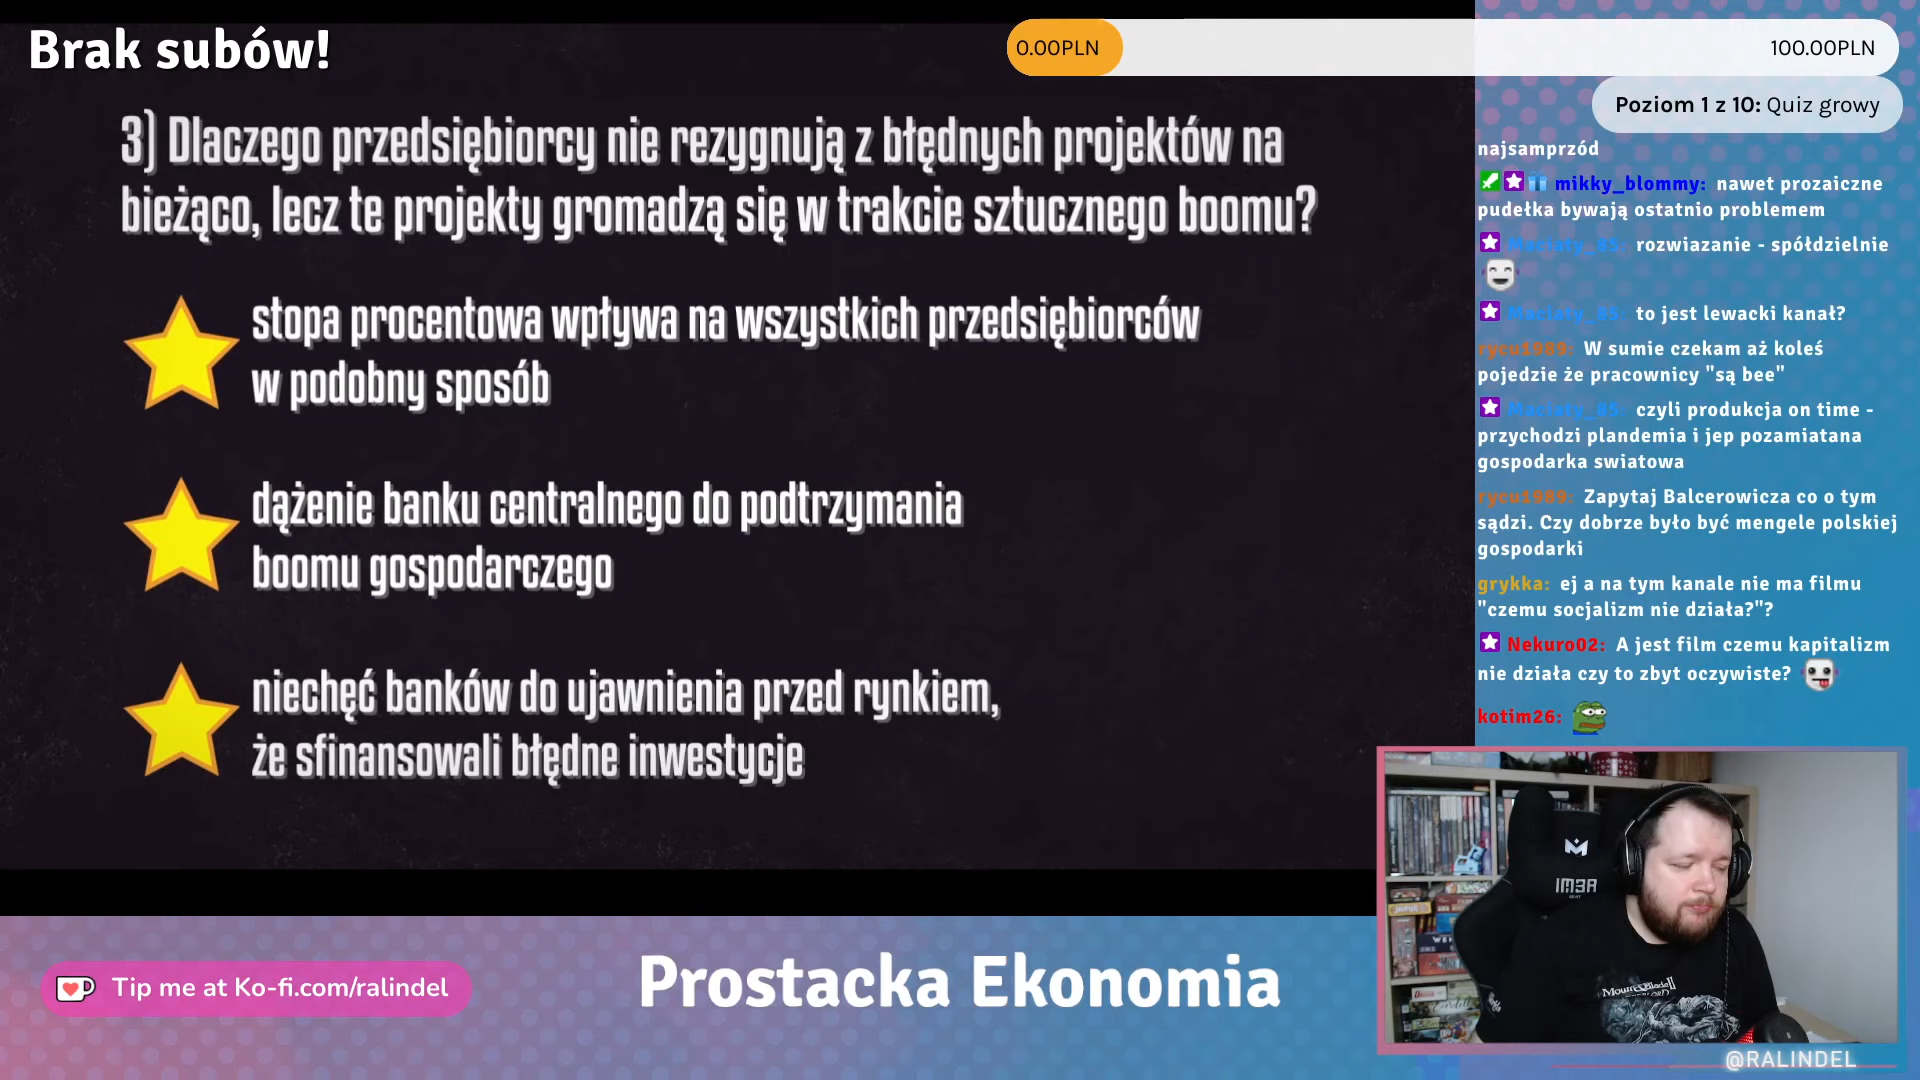 Brak subów!
0.00PLN
100.00PLN
Poziom 1 z 10: Quiz growy
3) Dlaczego przedsiębiorcy nie rezygnują z błędnych projektów na
bieżąco, lecz te projekty gromadzą się w trakcie sztucznego boomu?
stopa procentowa wpływa na wszystkich przedsiębiorców
w podobny sposób
dążenie banku centralnego do podtrzymania
boomu gospodarczego
niechęć banków do ujawnienia przed rynkiem,
że sfinansowali błędne inwestycje
najsamprzód
mikky_blommy: nawet prozaiczne
pudełka bywają ostatnio problemem
Maciaty_85: rozwiazanie - spółdzielnie
Maciaty_85: to jest lewacki kanał?
rycu1989: W sumie czekam aż koleś
pojedzie że pracownicy "są bee"
Maciaty_85: czyli produkcja on time -
przychodzi plandemia i jep pozamiatana
gospodarka swiatowa
rycu1989: Zapytaj Balcerowicza co o tym
sądzi. Czy dobrze było być mengele polskiej
gospodarki
grykka: ej a na tym kanale nie ma filmu
"czemu socjalizm nie działa?"?
Nekuro02: A jest film czemu kapitalizm
nie działa czy to zbyt oczywiste?
kotim26:
Tip me at Ko-fi.com/ralindel
Prostacka Ekonomia
@RALINDEL